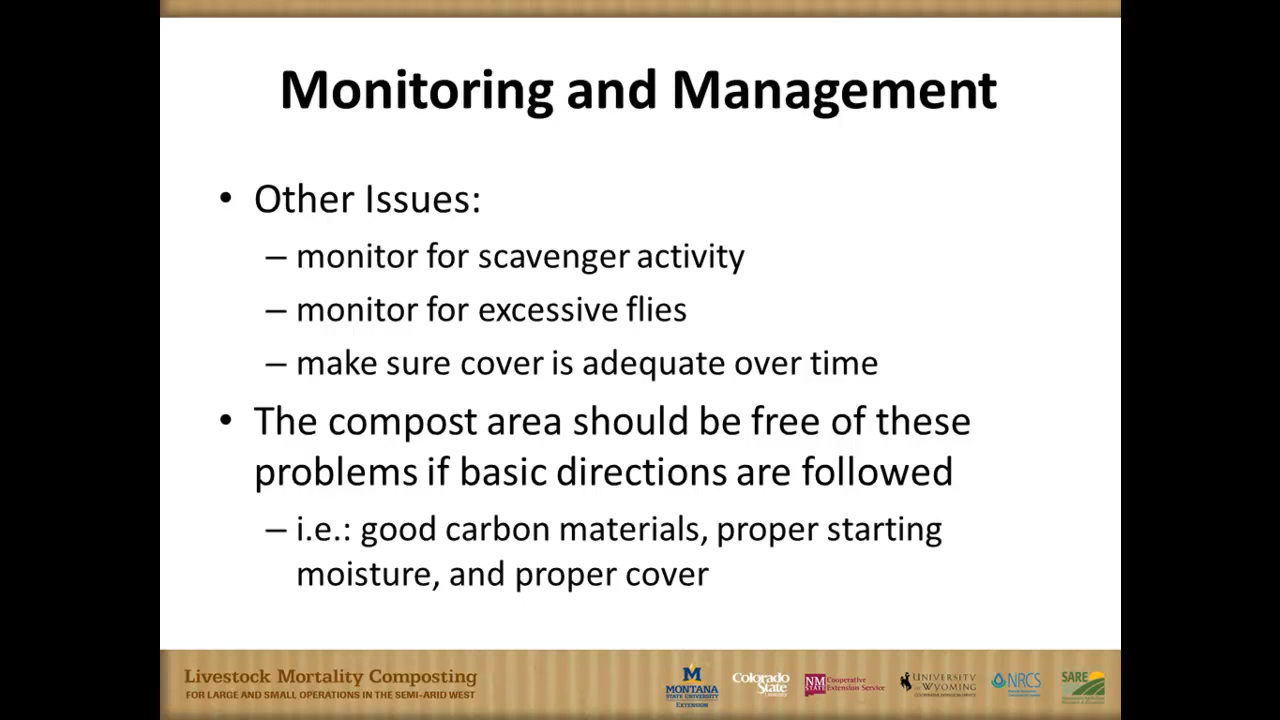 Monitoring and Management
• Other Issues:
– monitor for scavenger activity
– monitor for excessive flies
– make sure cover is adequate over time
• The compost area should be free of these
problems if basic directions are followed
– i.e.: good carbon materials, proper starting
moisture, and proper cover
Livestock Mortality Composting
FOR LARGE AND SMALL OPERATIONS IN THE SEMI-ARID WEST
M
MONTANA
STATE UNIVERSITY
EXTENSION
Colorado
State
NM
STATE
Cooperative
Extension Service
UNIVERSITY
OF WYOMING
NRCS
SARE